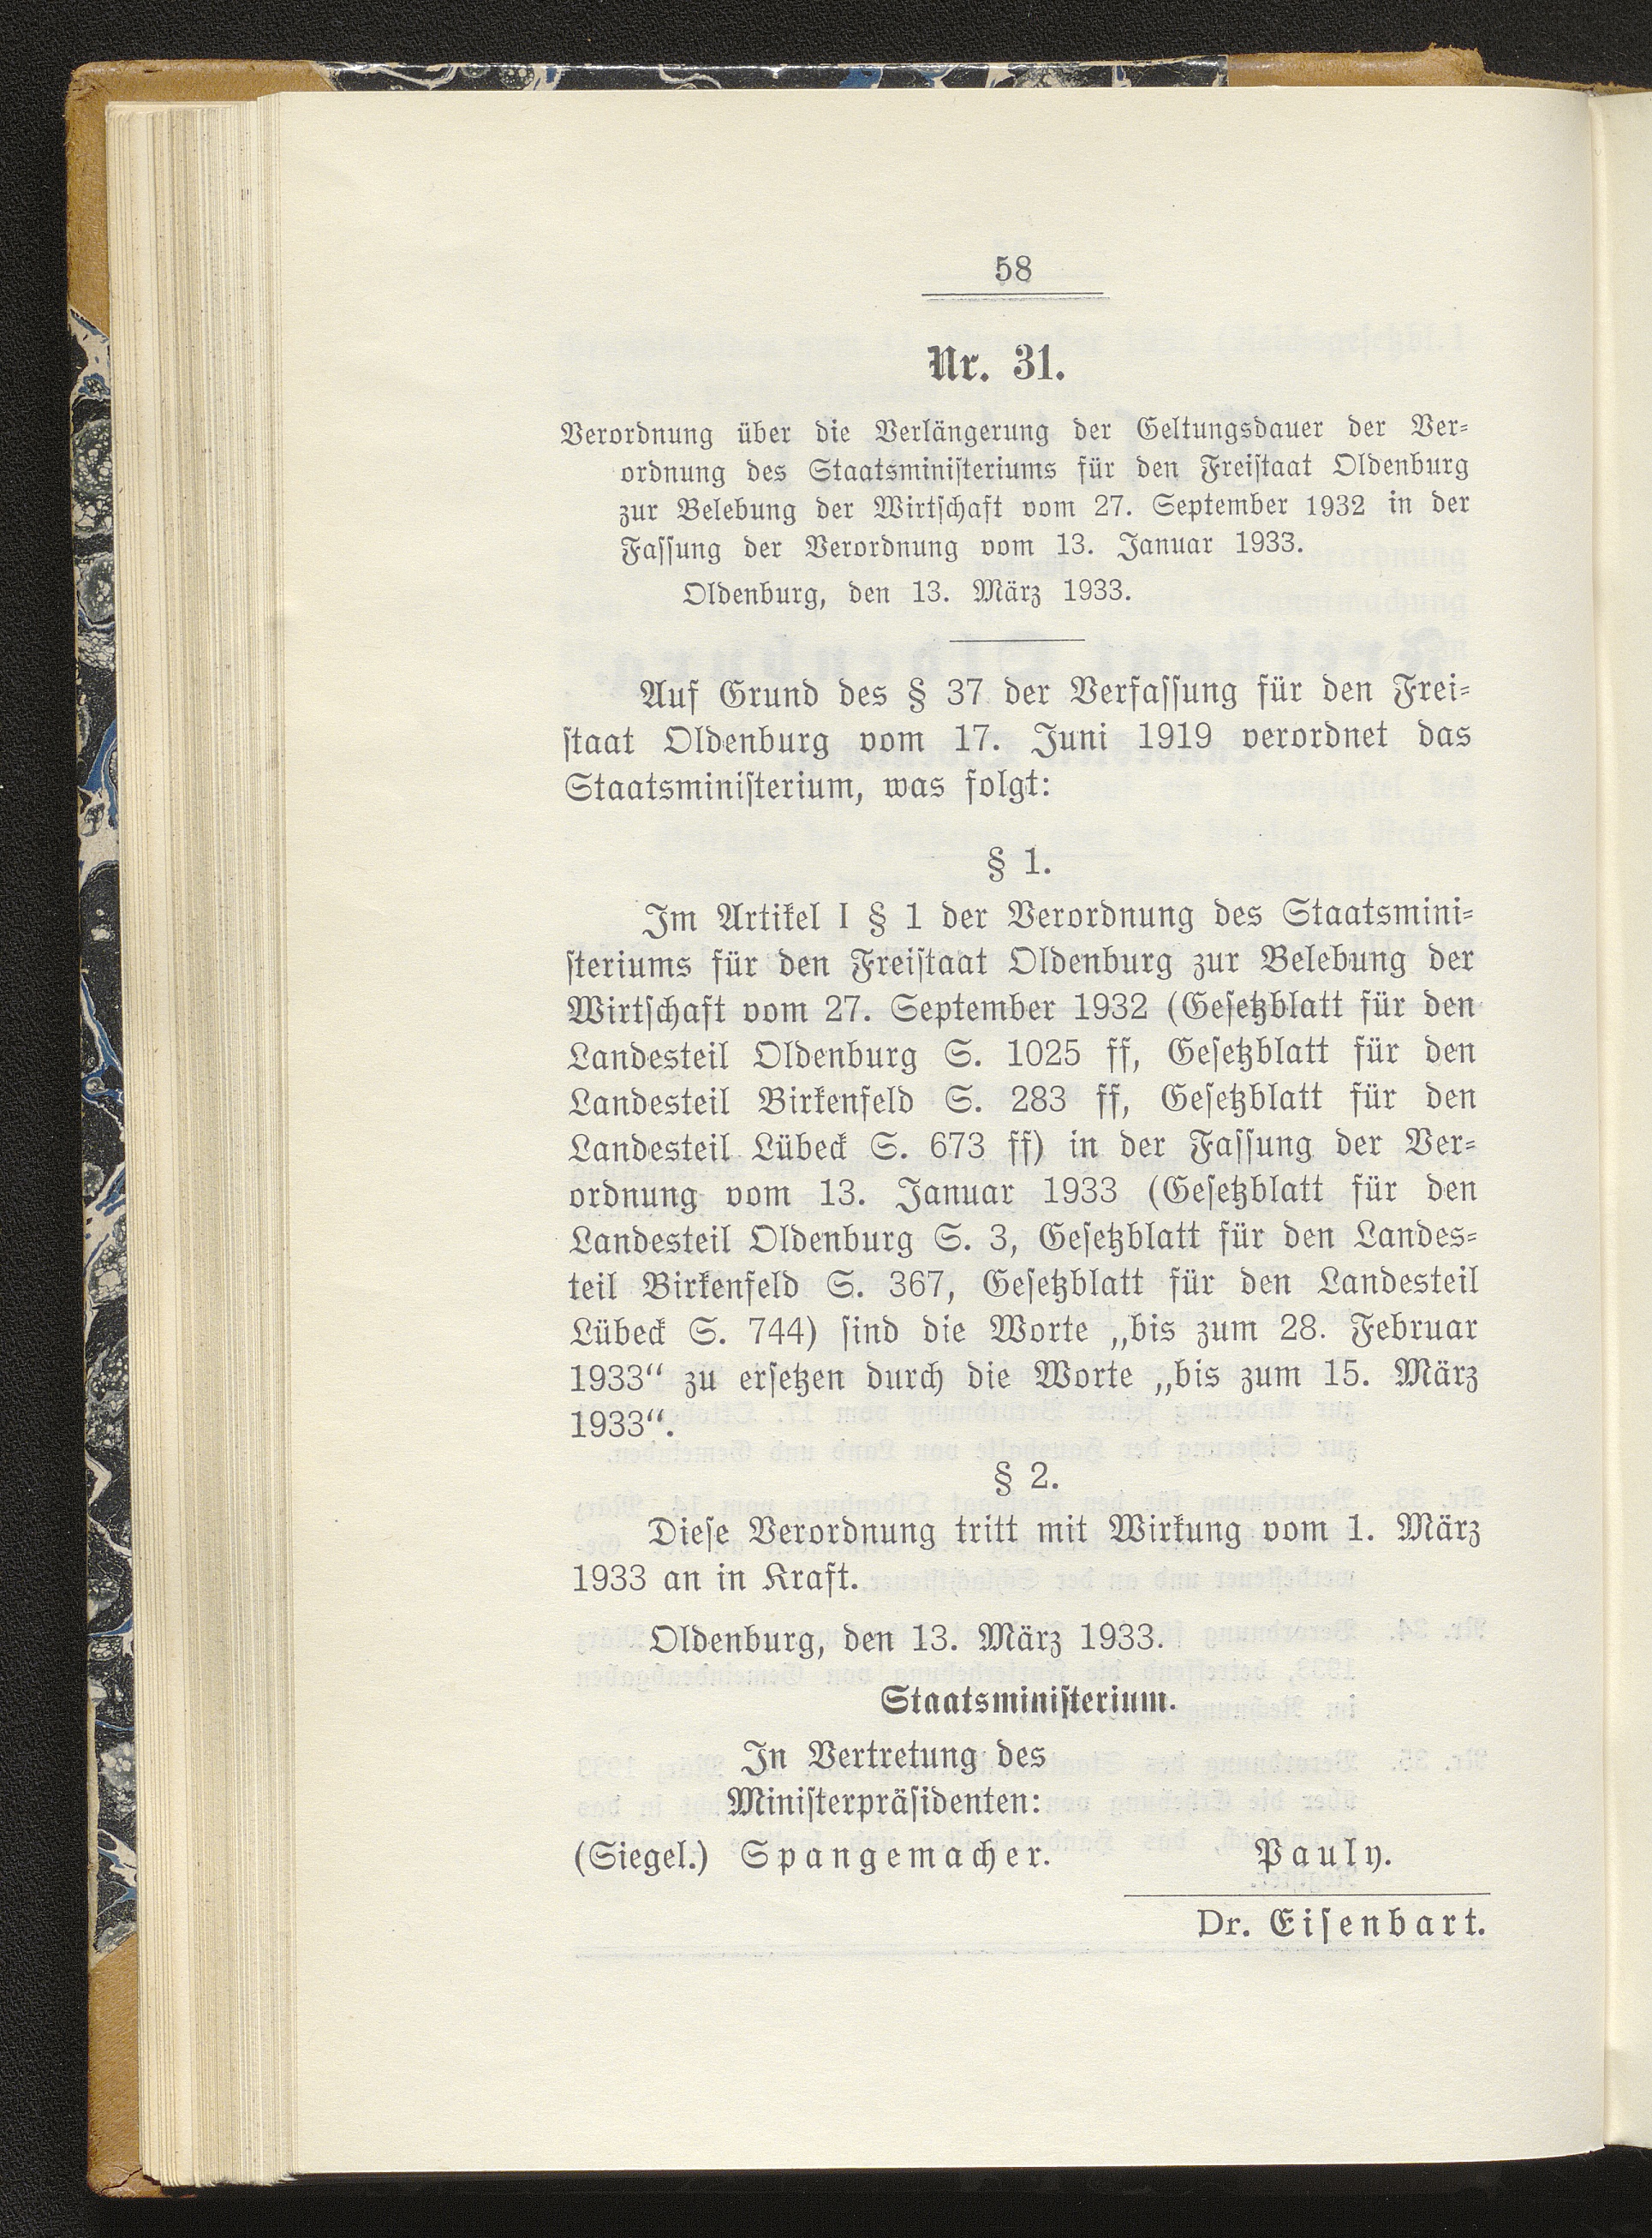 58
Nr. 31.
Verordnung über die Verlängerung der Geltungsdauer der Ver-
ordnung des Staatsministeriums für den Freistaat Oldenburg
zur Belebung der Wirtschaft vom 27. September 1932 in der
Fassung der Verordnung vom 13. Januar 1933.
Oldenburg, den 13. März 1933.
Auf Grund des § 37 der Verfassung für den Frei-
staat Oldenburg vom 17. Juni 1919 verordnet das
Staatsministerium, was folgt:
§ 1.
Im Artikel I § 1 der Verordnung des Staatsmini-
steriums für den Freistaat Oldenburg zur Belebung der
Wirtschaft vom 27. September 1932 (Gesetzblatt für den
Landesteil Oldenburg S. 1025 ff, Gesetzblatt für den
Landesteil Birkenfeld S. 283 ff, Gesetzblatt für den
Landesteil Lübeck S. 673 ff) in der Fassung der Ver-
ordnung vom 13. Januar 1933 (Gesetzblatt für den
Landesteil Oldenburg S. 3, Gesetzblatt für den Landes-
teil Birkenfeld S. 367, Gesetzblatt für den Landesteil
Lübeck S. 744) sind die Worte „bis zum 28. Februar
1933“ zu ersetzen durch die Worte „bis zum 15. März
1933“.
§ 2.
Diese Verordnung tritt mit Wirkung vom 1. März
1933 an in Kraft.
Oldenburg, den 13. März 1933.
Staatsministerium.
In Vertretung des
Ministerpräsidenten:
(Siegel.) Spangemacher. Pauly.
Dr. Eisenbart.